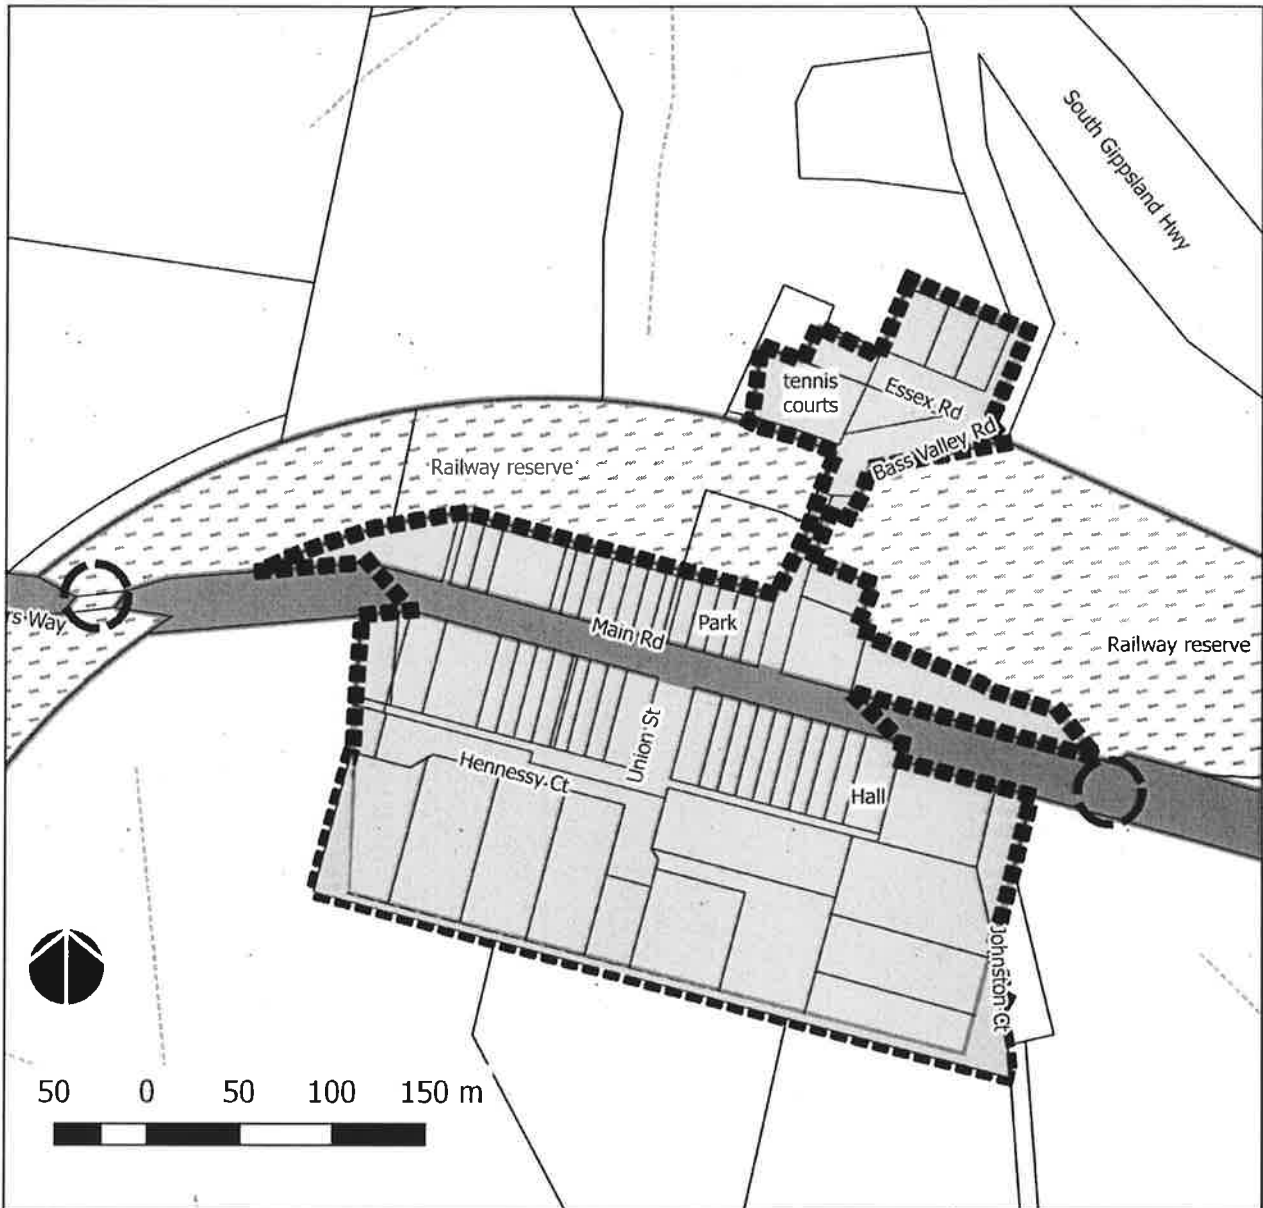 South Gippsland Hwy
tennis
courts
Essex Rd
Bass Valley Rd
Railway reserve
rs Way
Main Rd
Park
Railway reserve
Union St
Hennessy Ct
Hall
Johnston Ct
50 0 50 100 150 m